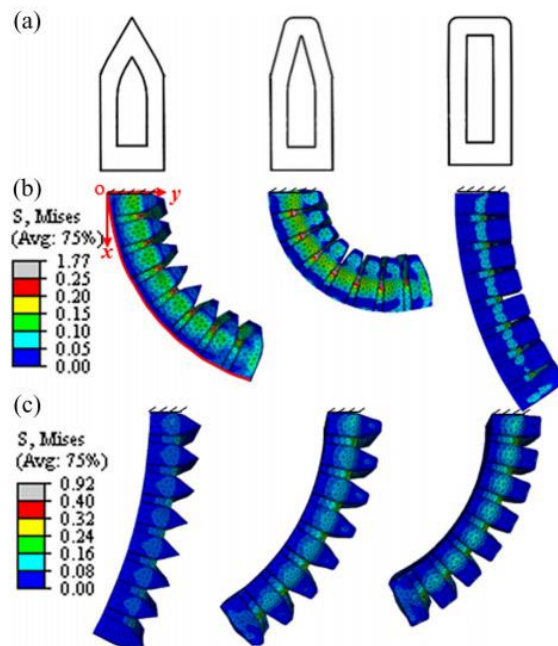 (a)
(b)
o
y
x
S, Mises
(Avg: 75%)
1.77
0.25
0.20
0.15
0.10
0.05
0.00
(c)
S, Mises
(Avg: 75%)
0.92
0.40
0.32
0.24
0.16
0.08
0.00